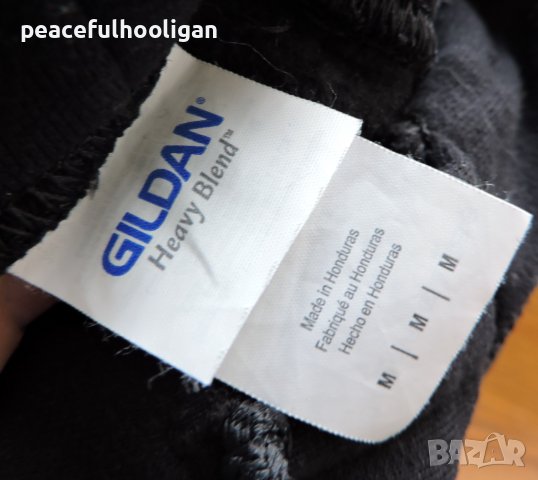 peacefulhooligan
GILDAN®
Heavy Blend™
Made in Honduras
Fabriqué au Honduras
Hecho en Honduras
M | M | M
BAZAR